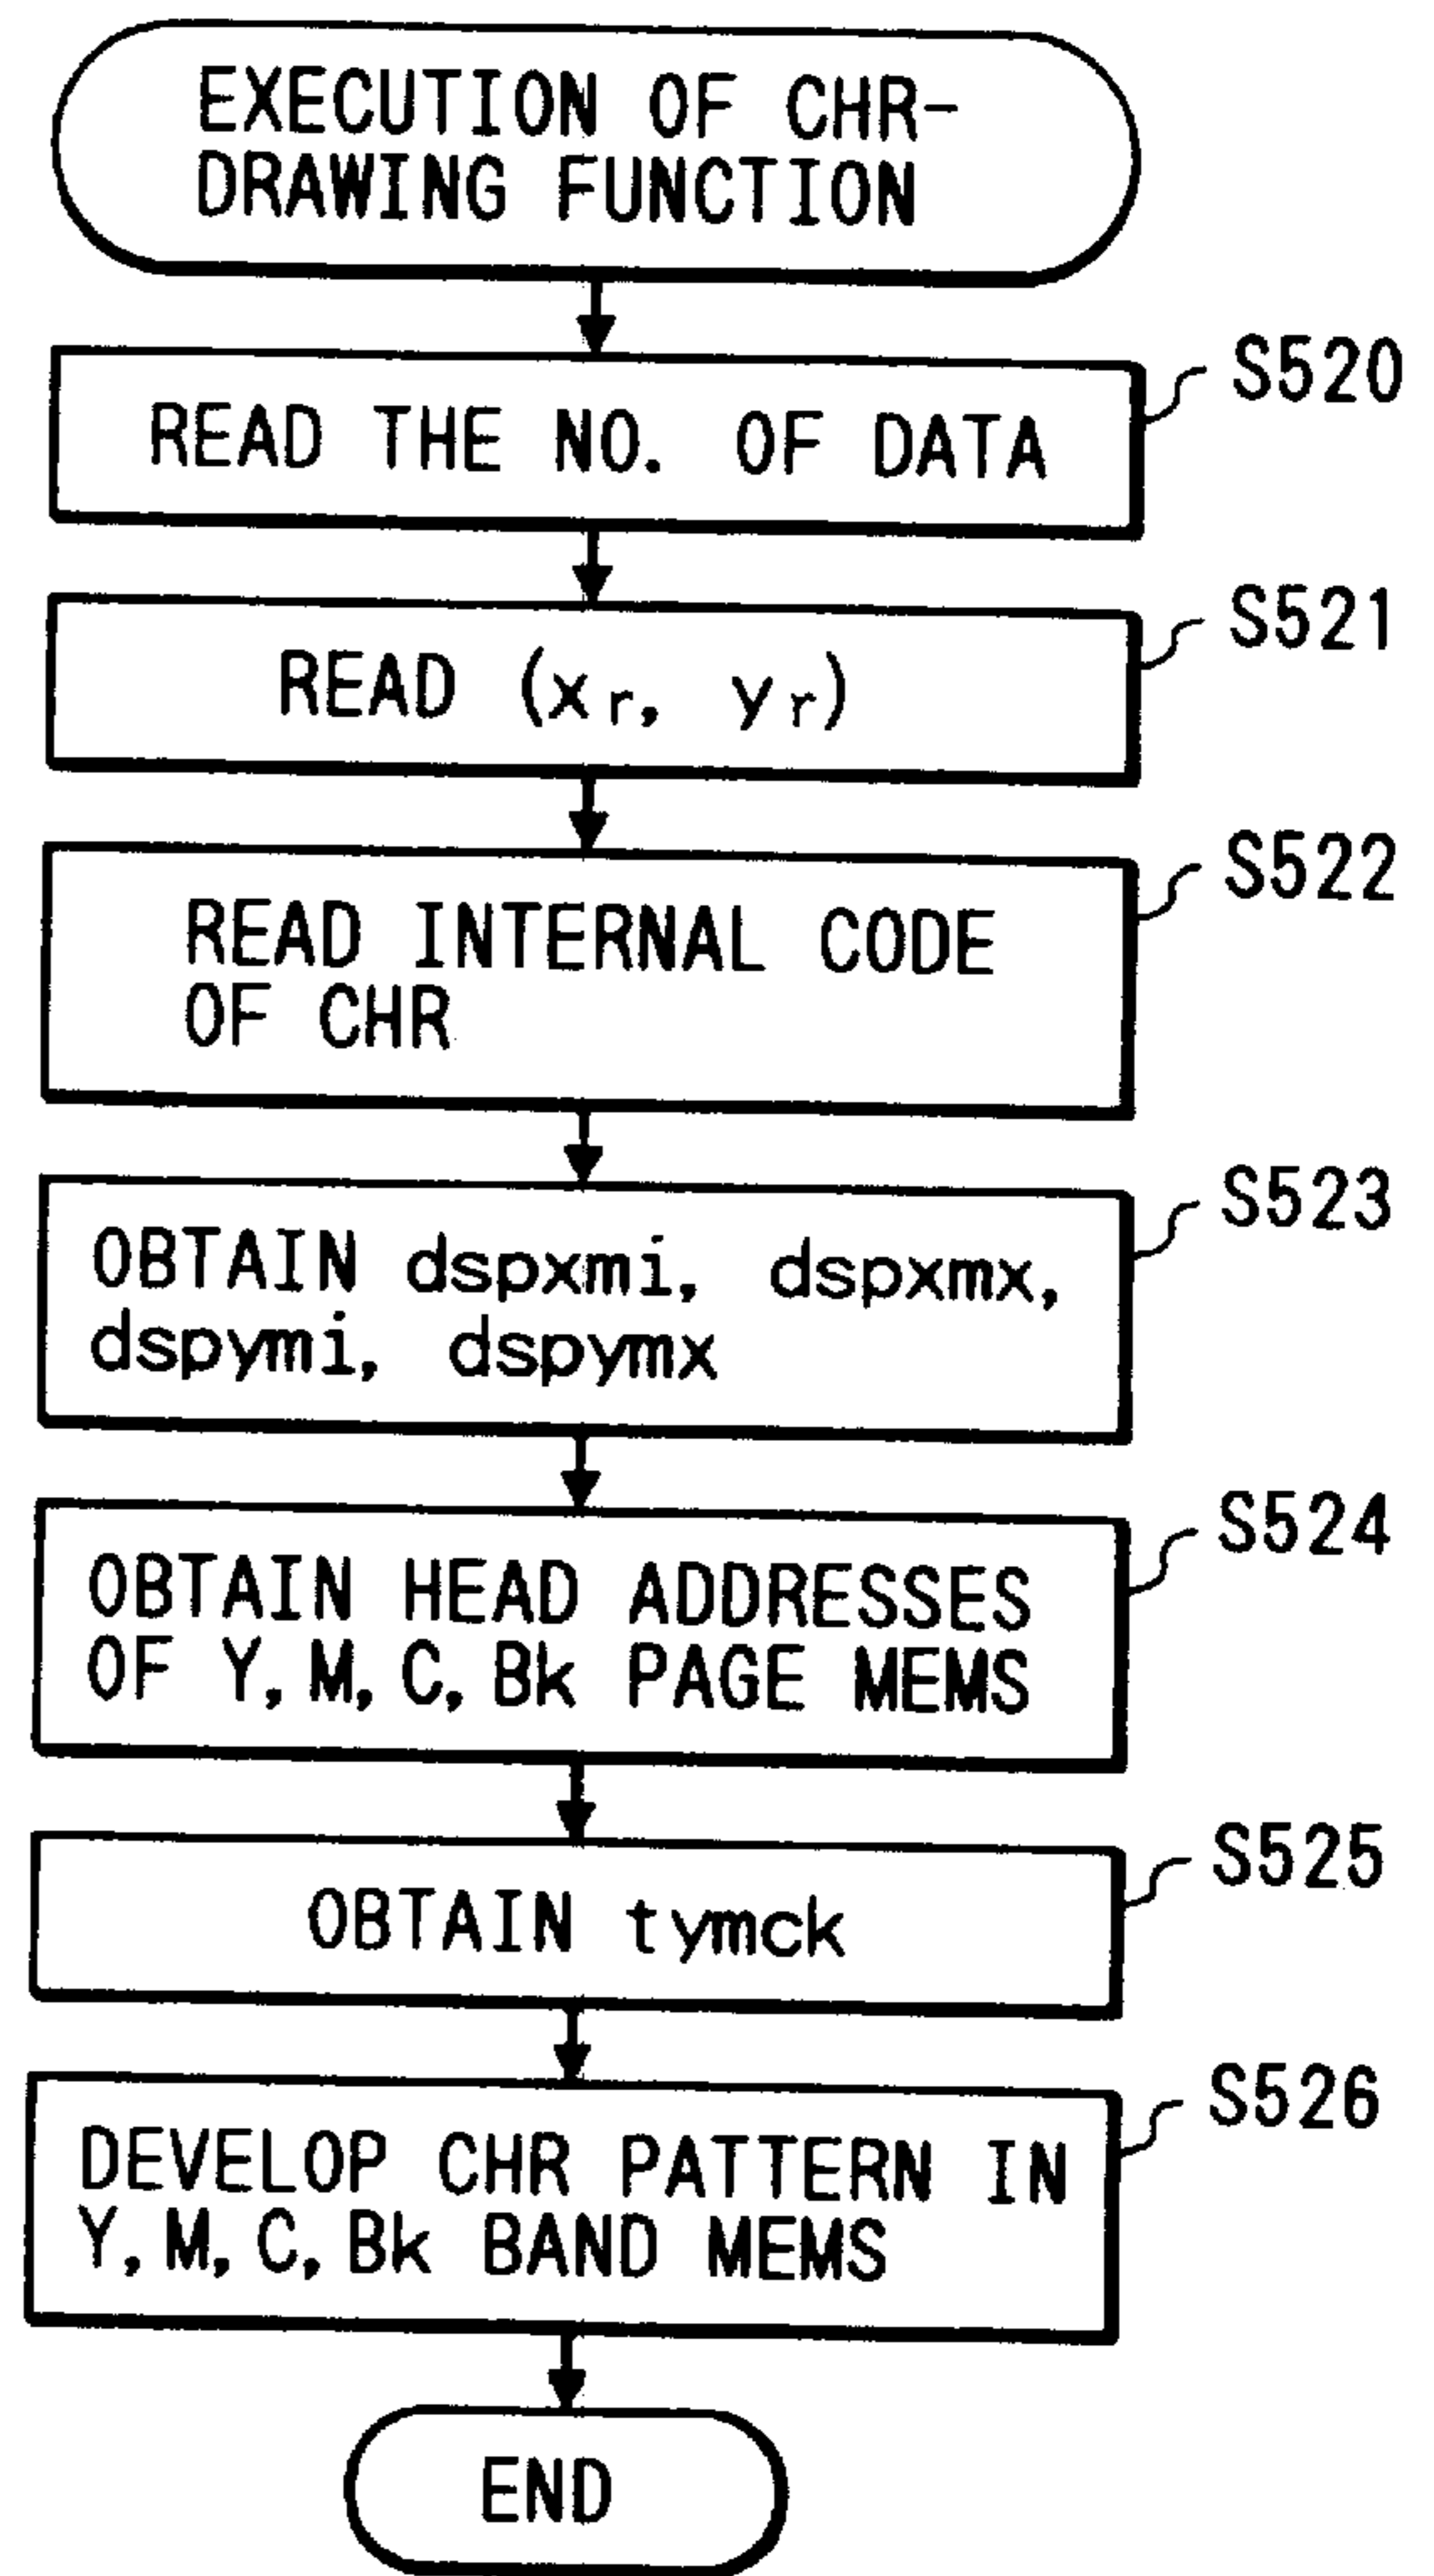 EXECUTION OF CHR-
DRAWING FUNCTION
S520
READ THE NO. OF DATA
S521
READ (xr, yr)
S522
READ INTERNAL CODE
OF CHR
S523
OBTAIN dspxmi, dspxmx,
dspymi, dspymx
S524
OBTAIN HEAD ADDRESSES
OF Y, M, C, Bk PAGE MEMS
S525
OBTAIN tymck
S526
DEVELOP CHR PATTERN IN
Y, M, C, Bk BAND MEMS
END